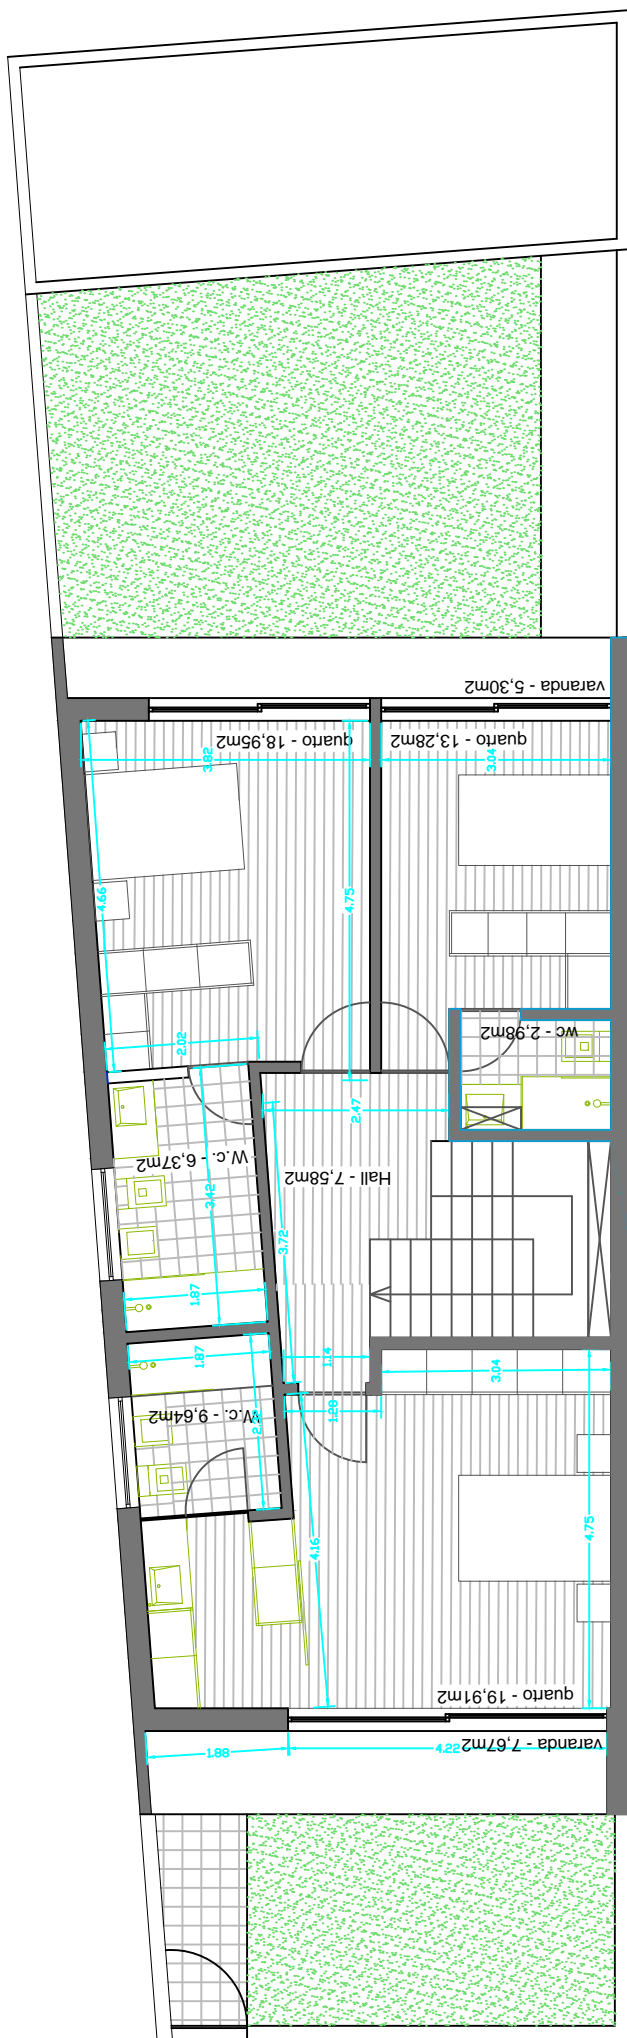 varanda - 5,30m2
quarto - 18,95m2
quarto - 13,28m2
3.82
3.04
4.66
4.75
wc - 2,98m2
2.02
2.47
W.c. - 6,37m2
Hall - 7,58m2
3.42
3.72
1.87
1.87
1.14
3.04
1.28
W.c. - 9,64m2
4.16
4.75
quarto - 19,91m2
varanda - 7,67m2
1.88
4.22